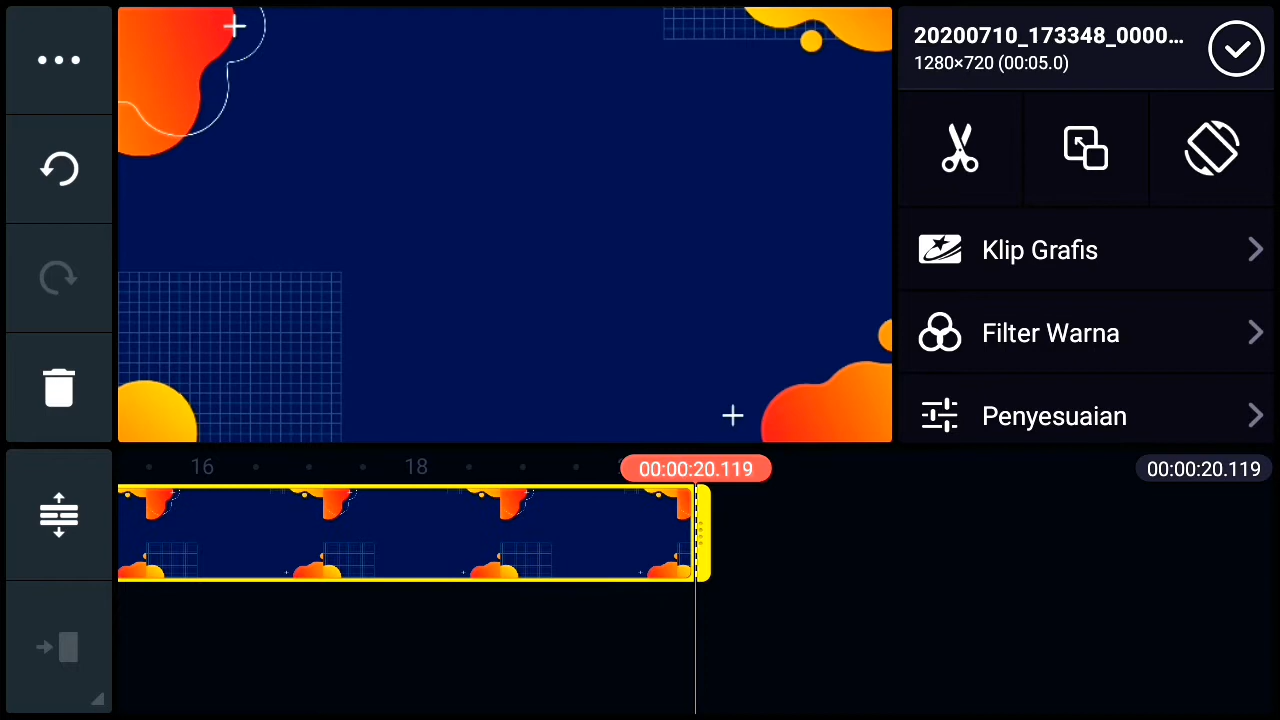 20200710_173348_0000...
1280×720 (00:05.0)
Klip Grafis
Filter Warna
Penyesuaian
16
18
00:00:20.119
00:00:20.119